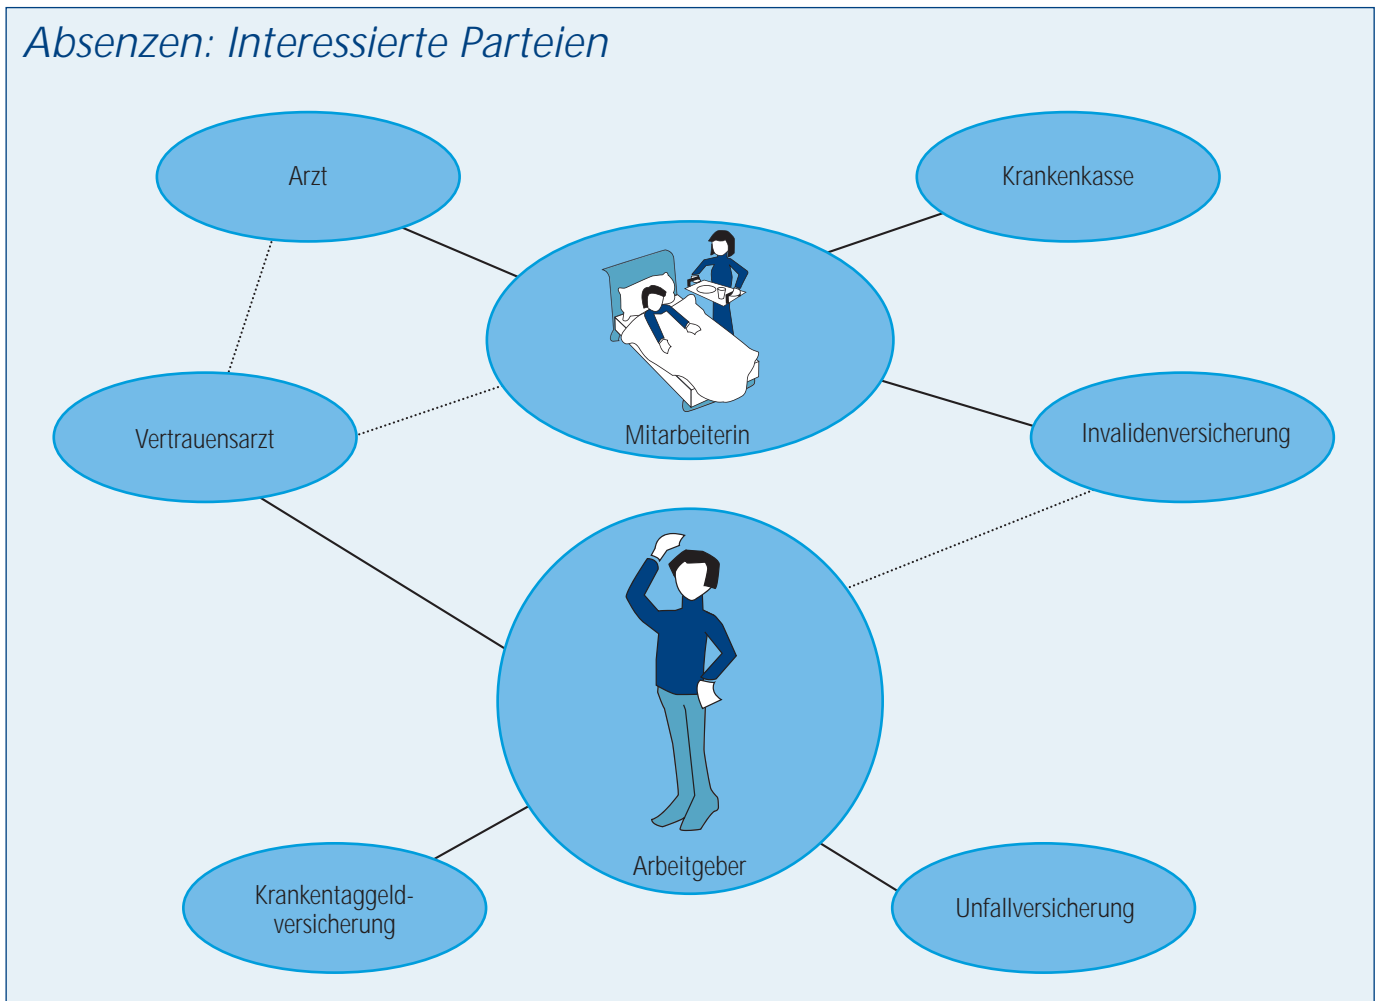 Absenzen: Interessierte Parteien
Arzt
Krankenkasse
Mitarbeiterin
Vertrauensarzt
Invalidenversicherung
Arbeitgeber
Krankentaggeld-
versicherung
Unfallversicherung